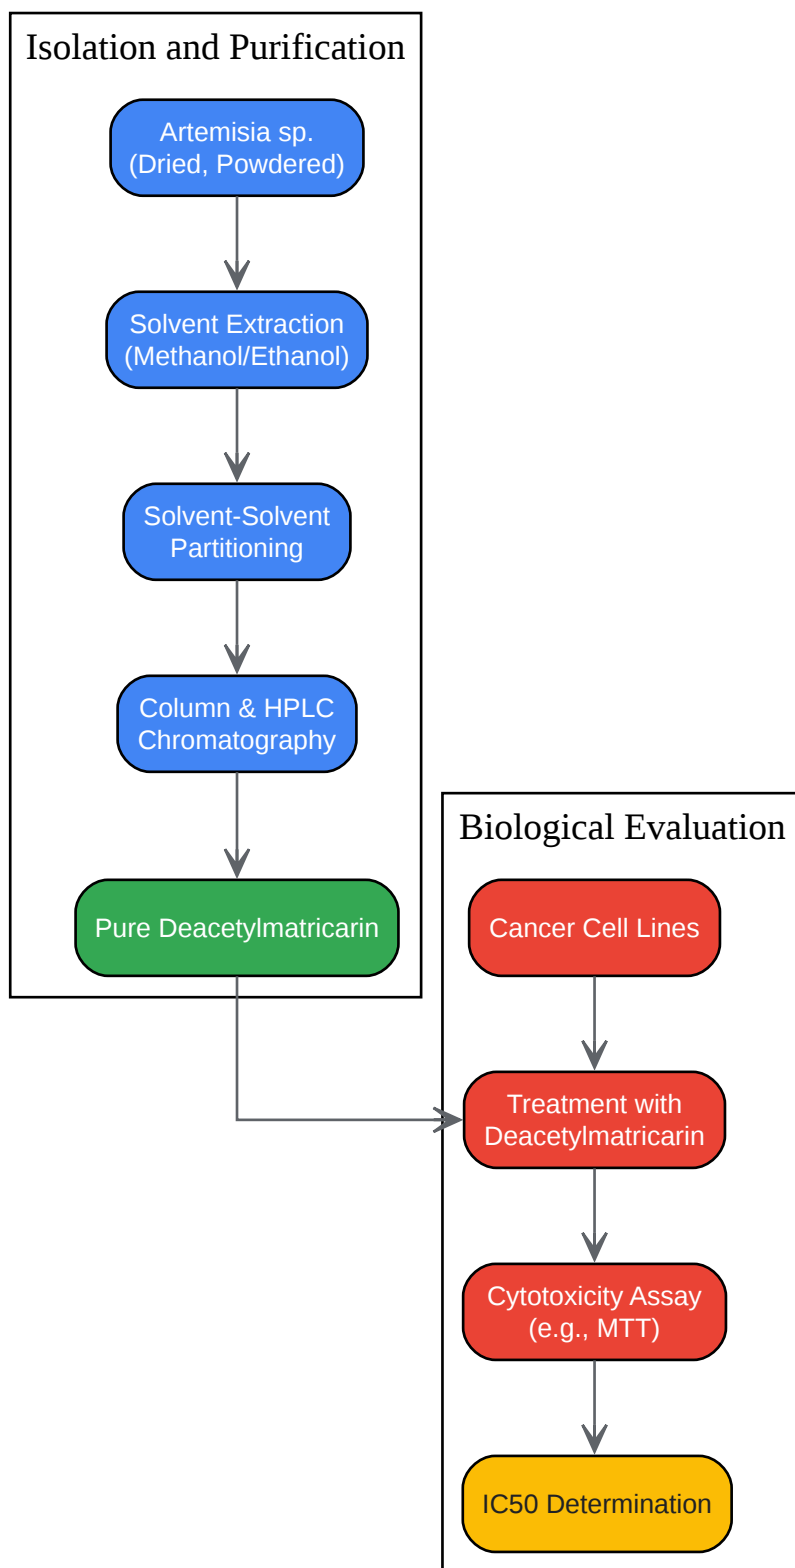 Isolation and Purification
Artemisia sp.
(Dried, Powdered)
Solvent Extraction
(Methanol/Ethanol)
Solvent-Solvent
Partitioning
Column & HPLC
Chromatography
Pure Deacetylmatricarin
Biological Evaluation
Cancer Cell Lines
Treatment with
Deacetylmatricarin
Cytotoxicity Assay
(e.g., MTT)
IC50 Determination